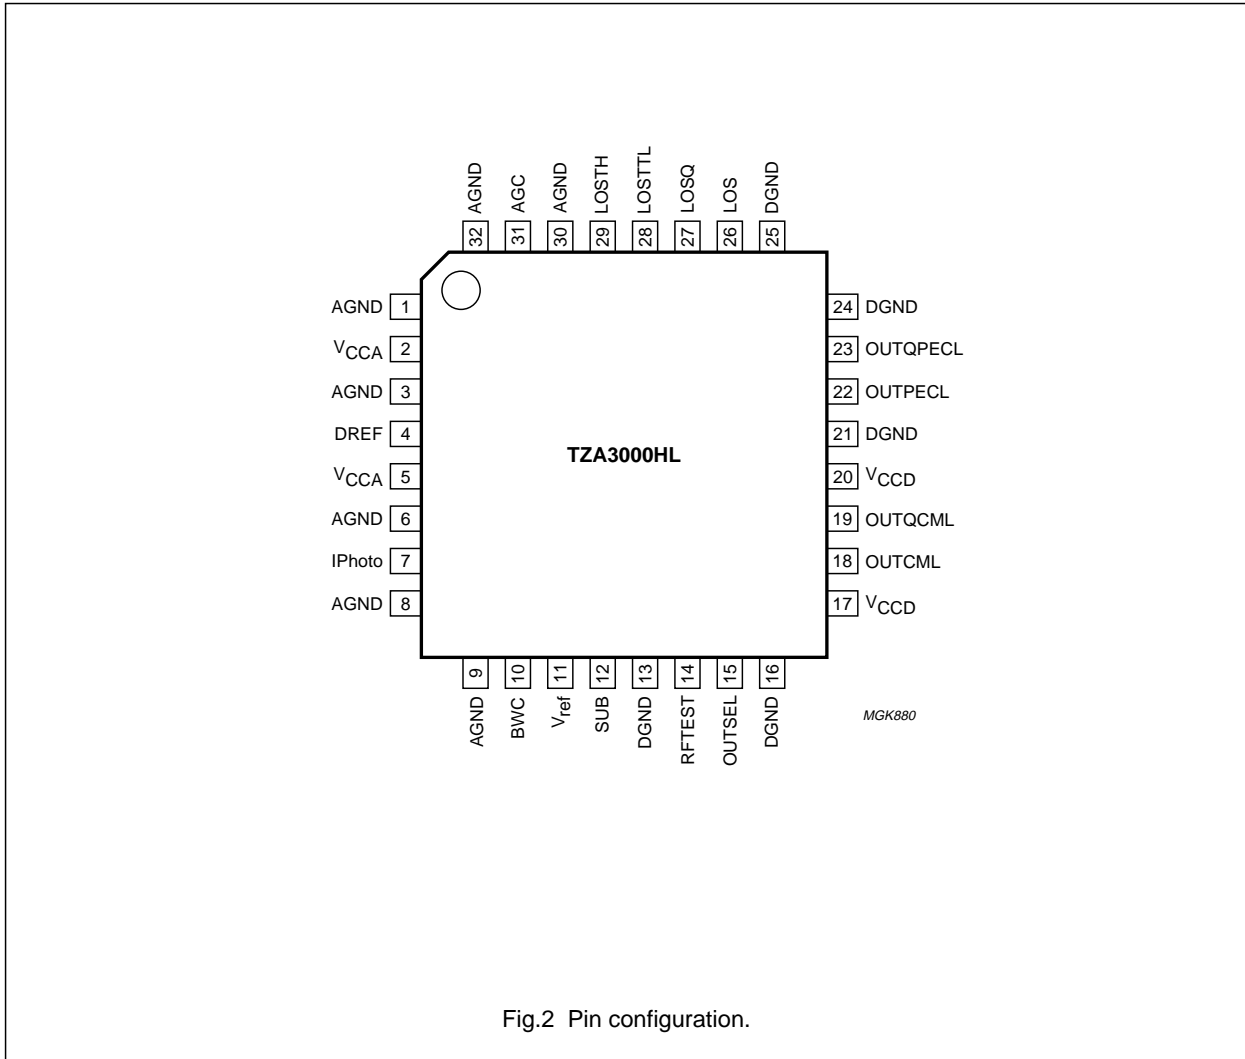 AGND
AGC
AGND
LOSTH
LOSTTL
LOSQ
LOS
DGND
32
31
30
29
28
27
26
25
AGND 1
VCCA 2
AGND 3
DREF 4
VCCA 5
AGND 6
IPhoto 7
AGND 8
TZA3000HL
24 DGND
23 OUTQPECL
22 OUTPECL
21 DGND
20 VCCD
19 OUTQCML
18 OUTCML
17 VCCD
9
10
11
12
13
14
15
16
AGND
BWC
Vref
SUB
DGND
RFTEST
OUTSEL
DGND
MGK880
Fig.2 Pin configuration.